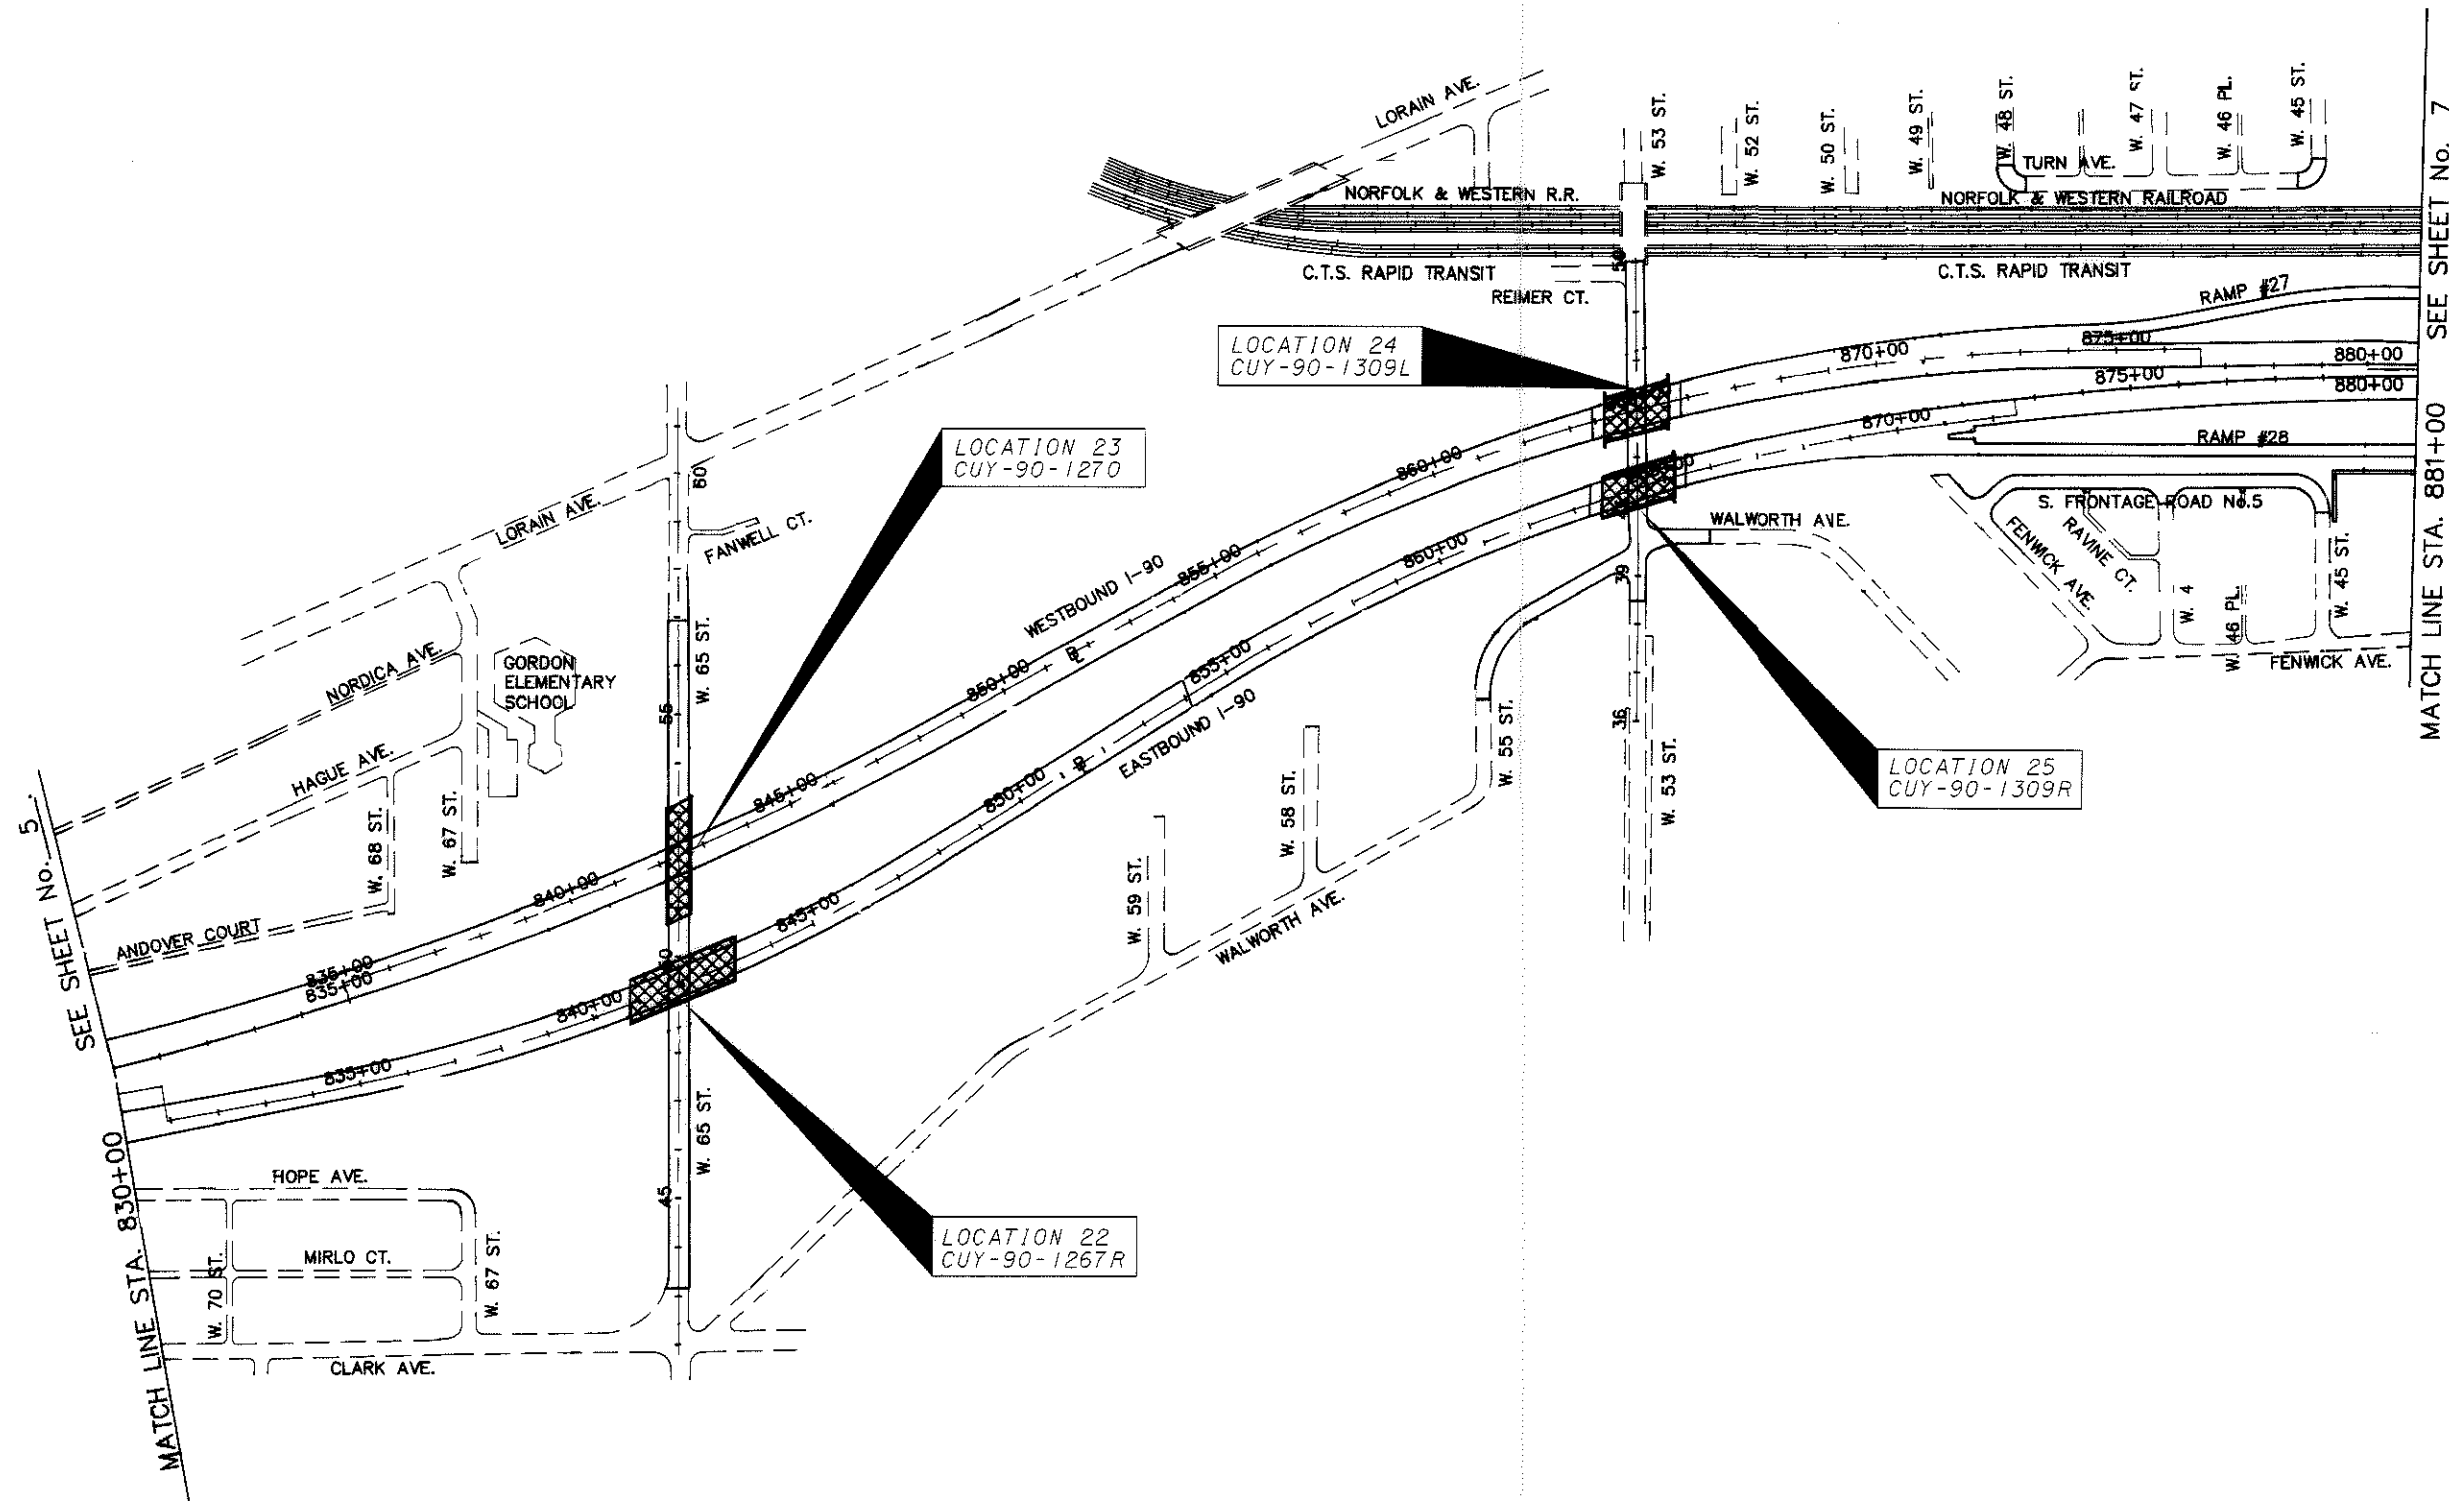 LORAIN AVE.
W. 53 ST.
W. 52 ST.
W. 50 ST.
W. 49 ST.
W. 48 ST.
W. 47 ST.
W. 46 PL.
W. 45 ST.
TURN AVE.
NORFOLK & WESTERN R.R.
NORFOLK & WESTERN RAILROAD
C.T.S. RAPID TRANSIT
C.T.S. RAPID TRANSIT
REIMER CT.
50
RAMP #27
LOCATION 24
CUY-90-1309L
870+00
875+00
880+00
875+00
880+00
870+00
RAMP #28
SEE SHEET No. 7
MATCH LINE STA. 881+00
LOCATION 23
CUY-90-1270
860+00
60
LORAIN AVE.
FANWELL CT.
WALWORTH AVE.
S. FRONTAGE ROAD No.5
RAVINE CT.
FENWICK AVE.
W. 4
W. 46 PL.
W. 45 ST.
FENWICK AVE.
WESTBOUND I-90
855+00
860+00
39
36
NORDICA AVE.
GORDON
ELEMENTARY
SCHOOL
W. 65 ST.
55
850+00
855+00
EASTBOUND I-90
850+00
W. 55 ST.
W. 53 ST.
LOCATION 25
CUY-90-1309R
HAGUE AVE.
W. 68 ST.
W. 67 ST.
845+00
W. 58 ST.
W. 59 ST.
WALWORTH AVE.
SEE SHEET No. 5
840+00
845+00
ANDOVER COURT
50
835+00
835+00
840+00
835+00
W. 65 ST.
45
MATCH LINE STA. 830+00
HOPE AVE.
MIRLO CT.
W. 70 ST.
W. 67 ST.
LOCATION 22
CUY-90-1267R
CLARK AVE.